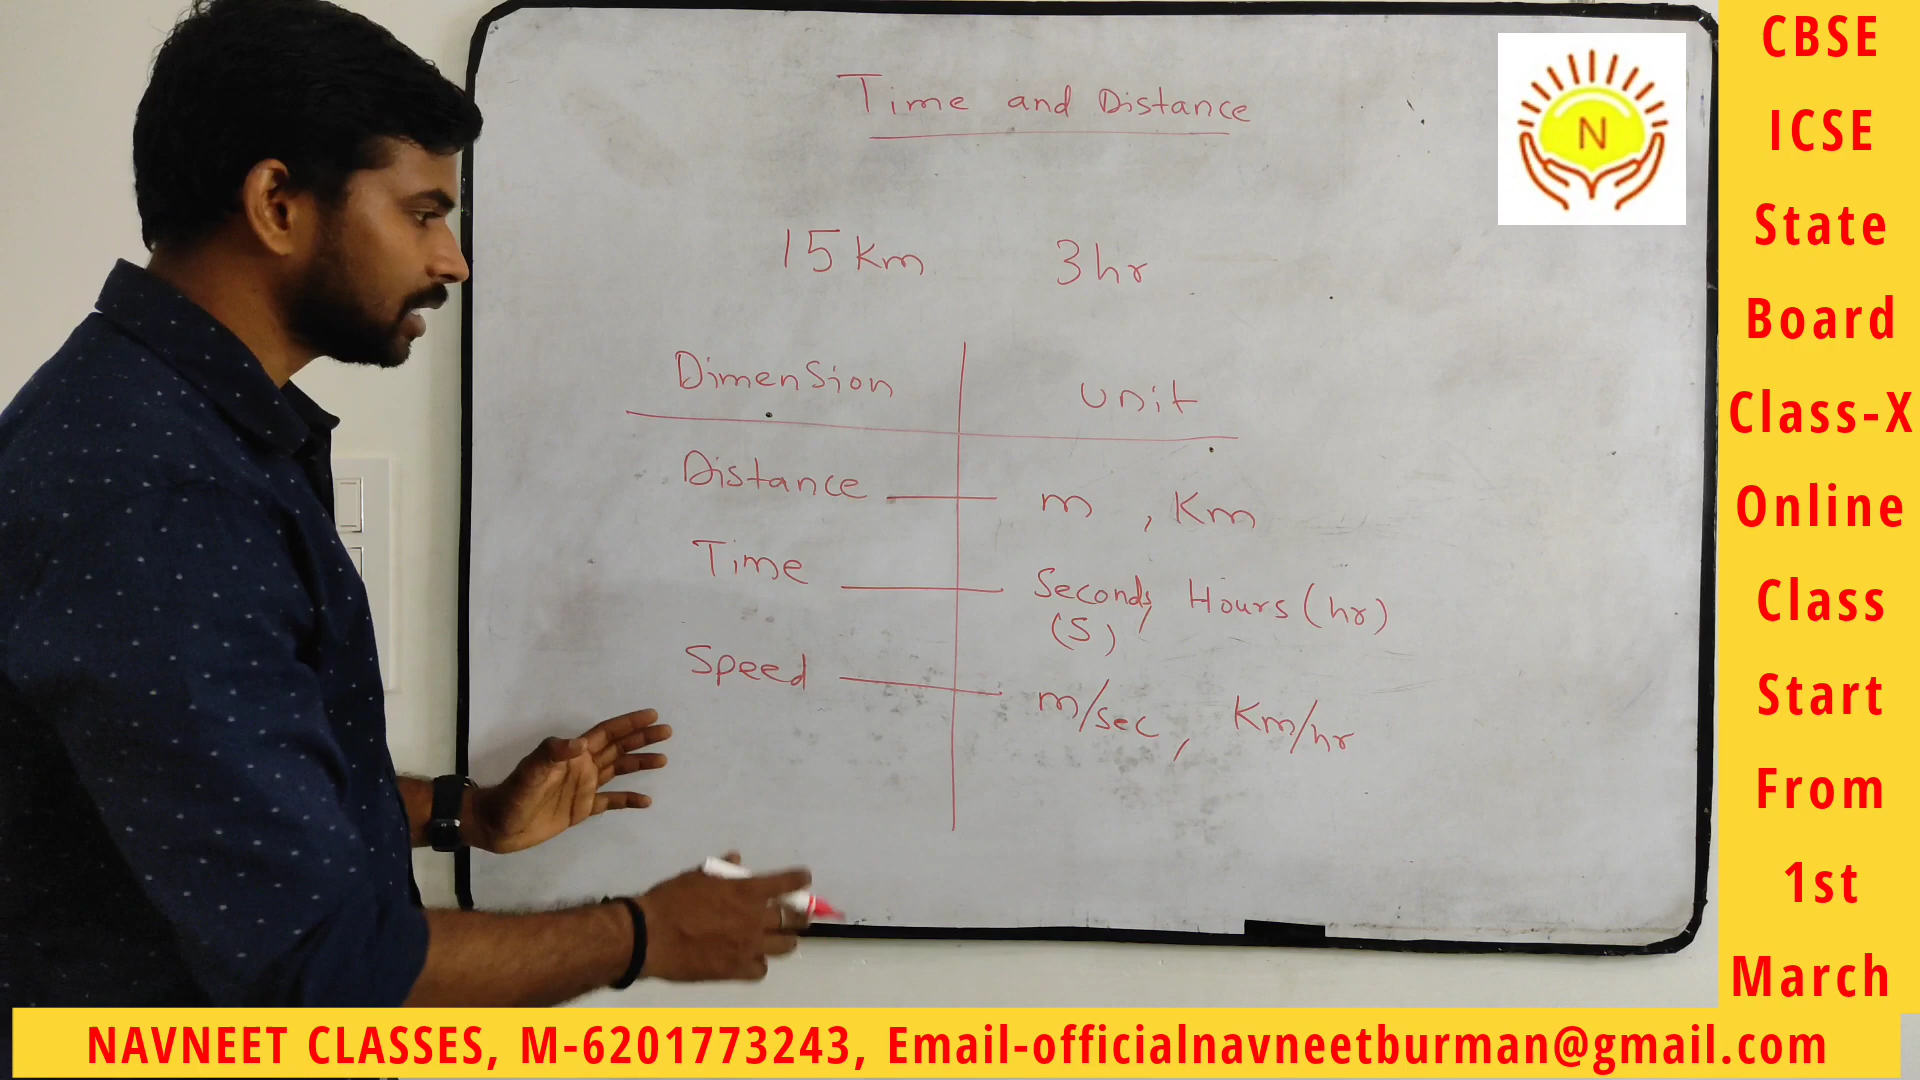 Time and Distance
15 Km 3 hr
Dimension unit
Distance — m , Km
Time — Seconds, Hours (hr)
(S)
Speed — m/sec, Km/hr
N
CBSE
ICSE
State
Board
Class-X
Online
Class
Start
From
1st
March
NAVNEET CLASSES, M-6201773243, Email-officialnavneetburman@gmail.com